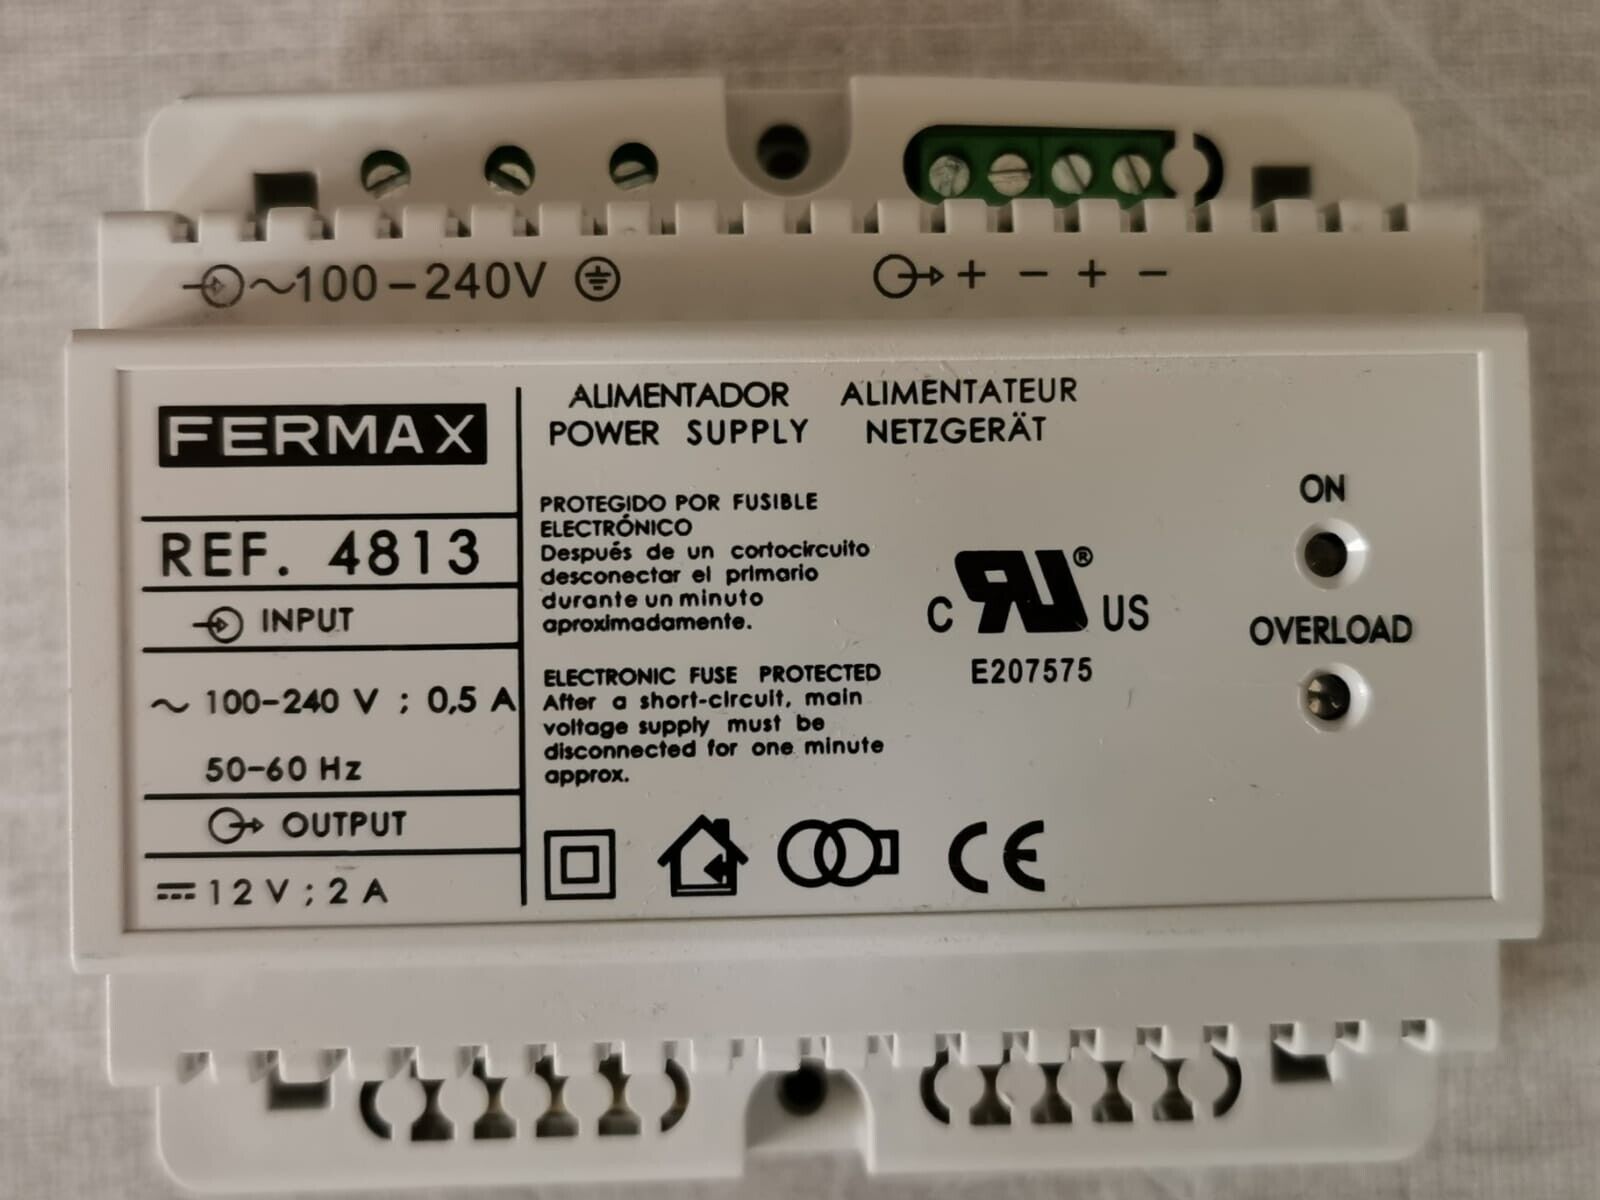 ~100-240V
+ - + -
FERMAX
REF. 4813
INPUT
~ 100-240 V ; 0,5 A
50-60 Hz
OUTPUT
12 V ; 2 A
ALIMENTADOR ALIMENTATEUR
POWER SUPPLY NETZGERÄT
PROTEGIDO POR FUSIBLE
ELECTRÓNICO
Después de un cortocircuito
desconectar el primario
durante un minuto
aproximadamente.
ELECTRONIC FUSE PROTECTED
After a short-circuit, main
voltage supply must be
disconnected for one minute
approx.
C RU® US
E207575
CE
ON
OVERLOAD